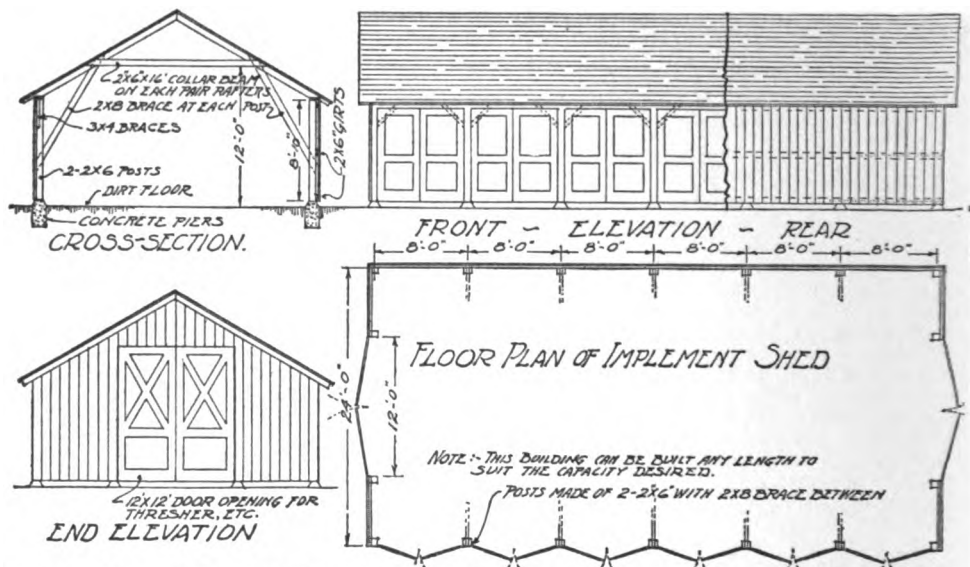 2"x6"x16' COLLAR BEAM
ON EACH PAIR RAFTERS
2x8 BRACE AT EACH POST
3x4 BRACES
12'-0"
8'-10"
2x6 GIRTS
2-2x6 POSTS
DIRT FLOOR
CONCRETE PIERS
CROSS-SECTION.
FRONT - ELEVATION - REAR
8'-0" 8'-0" 8'-0" 8'-0" 8'-0" 8'-0"
FLOOR PLAN OF IMPLEMENT SHED
24'-0"
12'-0"
NOTE:- THIS BUILDING CAN BE BUILT ANY LENGTH TO
SUIT THE CAPACITY DESIRED.
POSTS MADE OF 2-2x6" WITH 2x8 BRACE BETWEEN
12'x12' DOOR OPENING FOR
THRESHER, ETC.
END ELEVATION